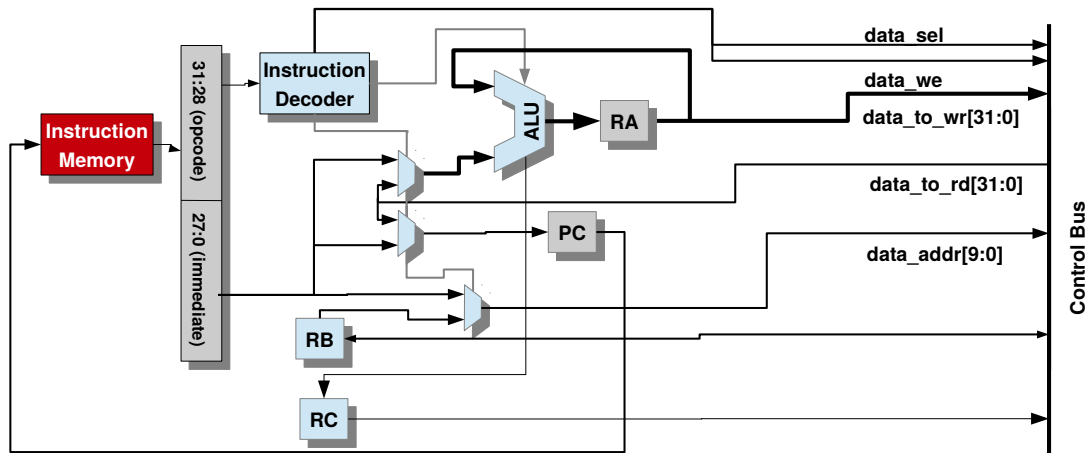 data_sel
31:28 (opcode)
Instruction
Decoder
data_we
ALU
RA
data_to_wr[31:0]
Instruction
Memory
data_to_rd[31:0]
27:0 (immediate)
PC
data_addr[9:0]
Control Bus
RB
RC